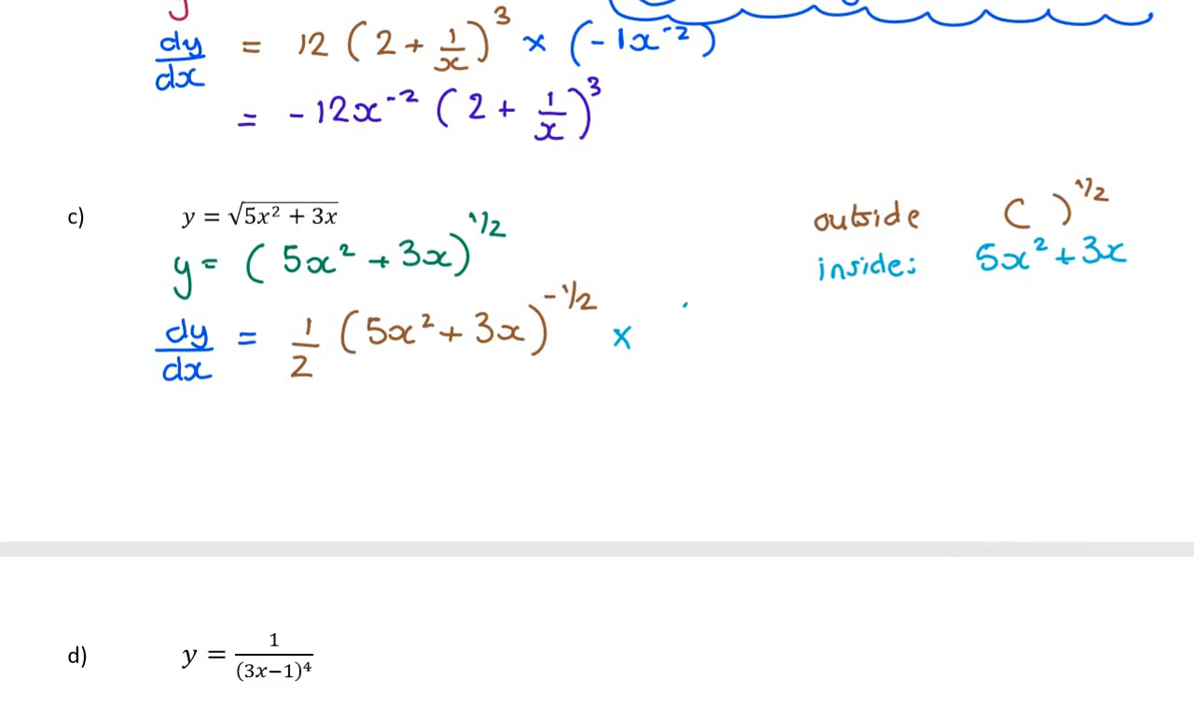 dy/dx = 12 (2 + 1/x)³ × (-1x⁻²)
= -12x⁻² (2 + 1/x)³
c) y = √(5x² + 3x)
outside ( )^1/2
y = (5x² + 3x)^1/2
inside: 5x² + 3x
dy/dx = 1/2 (5x² + 3x)^-1/2 ×
d) y = 1/(3x−1)⁴